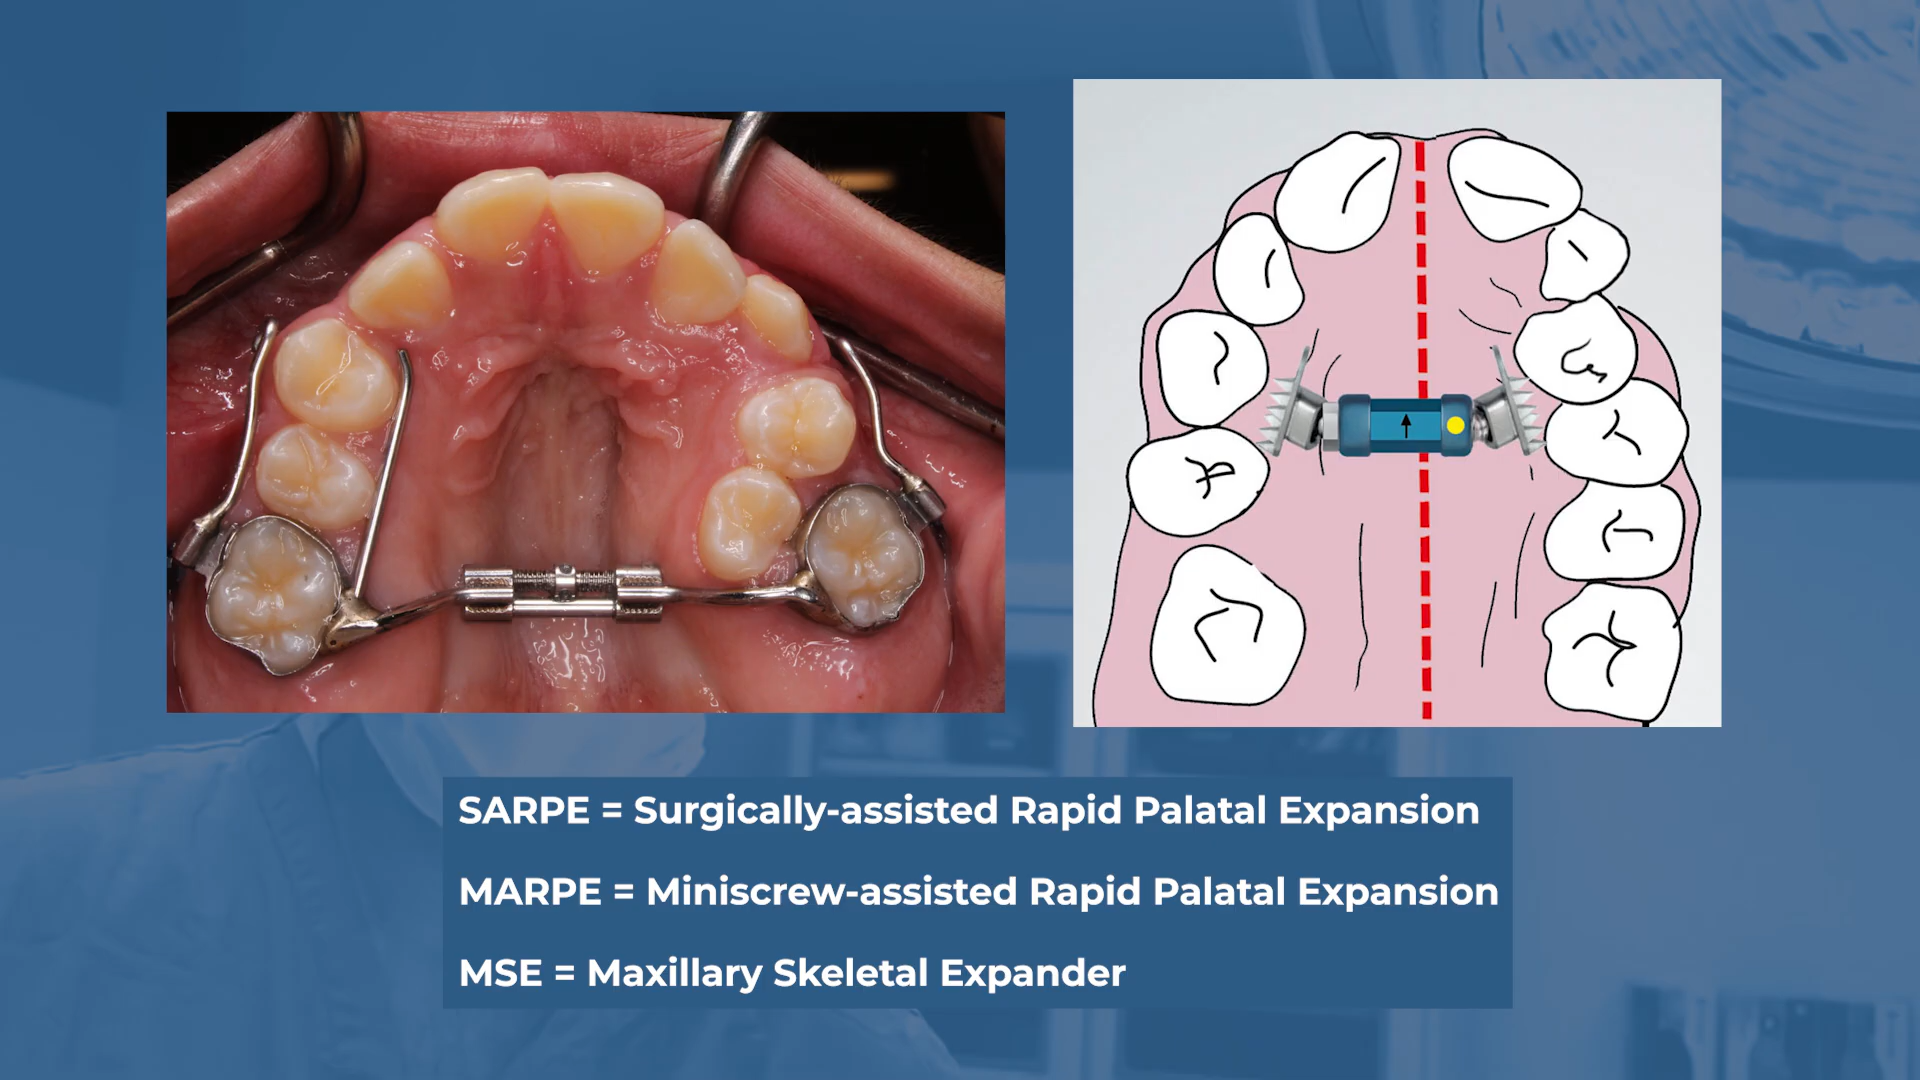 SARPE = Surgically-assisted Rapid Palatal Expansion
MARPE = Miniscrew-assisted Rapid Palatal Expansion
MSE = Maxillary Skeletal Expander